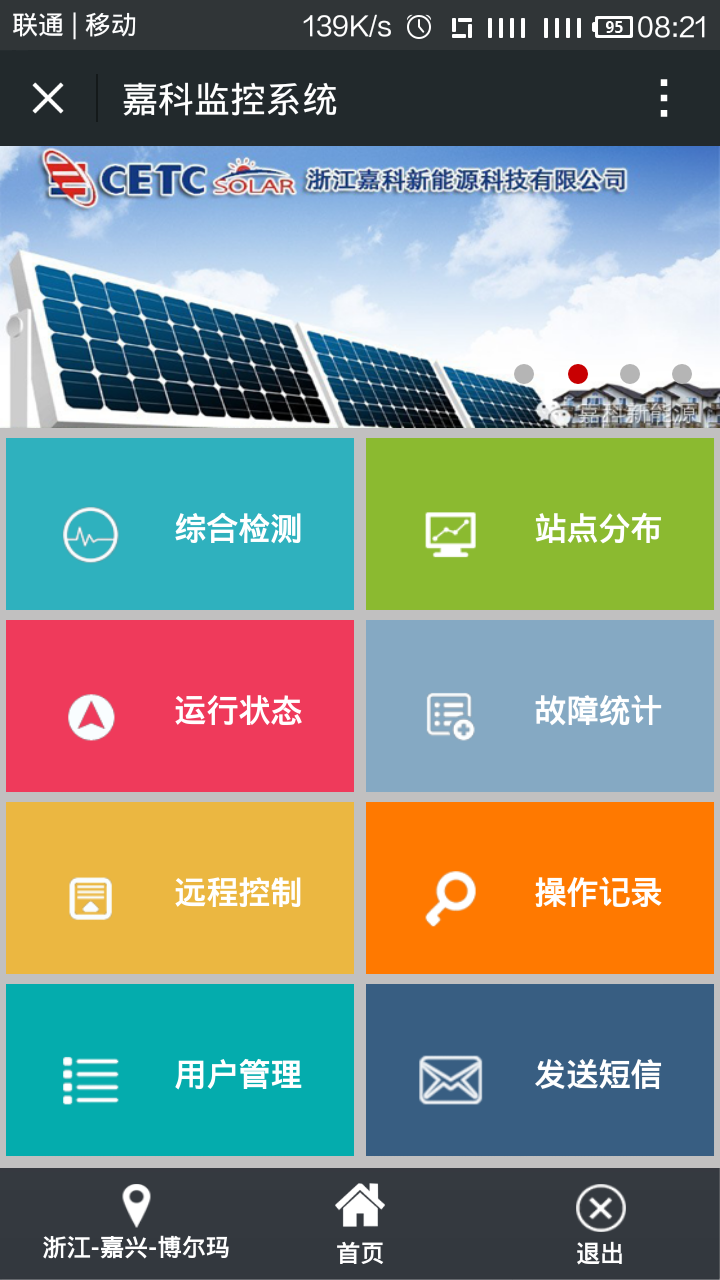 联通 | 移动 139K/s 95 08:21
嘉科监控系统
CETC SOLAR 浙江嘉科新能源科技有限公司
嘉科新能源
综合检测 站点分布
运行状态 故障统计
远程控制 操作记录
用户管理 发送短信
浙江-嘉兴-博尔玛 首页 退出